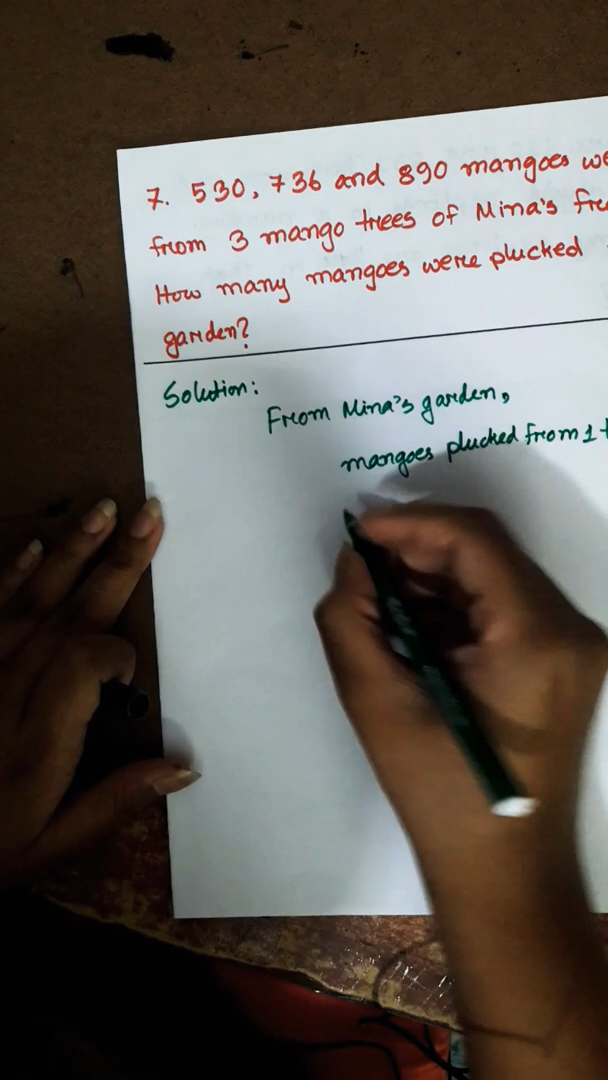 7. 530, 736 and 890 mangoes we
from 3 mango trees of Mina's
How many mangoes were plucked
garden?
Solution:
From Mina's garden,
mangoes plucked from 1